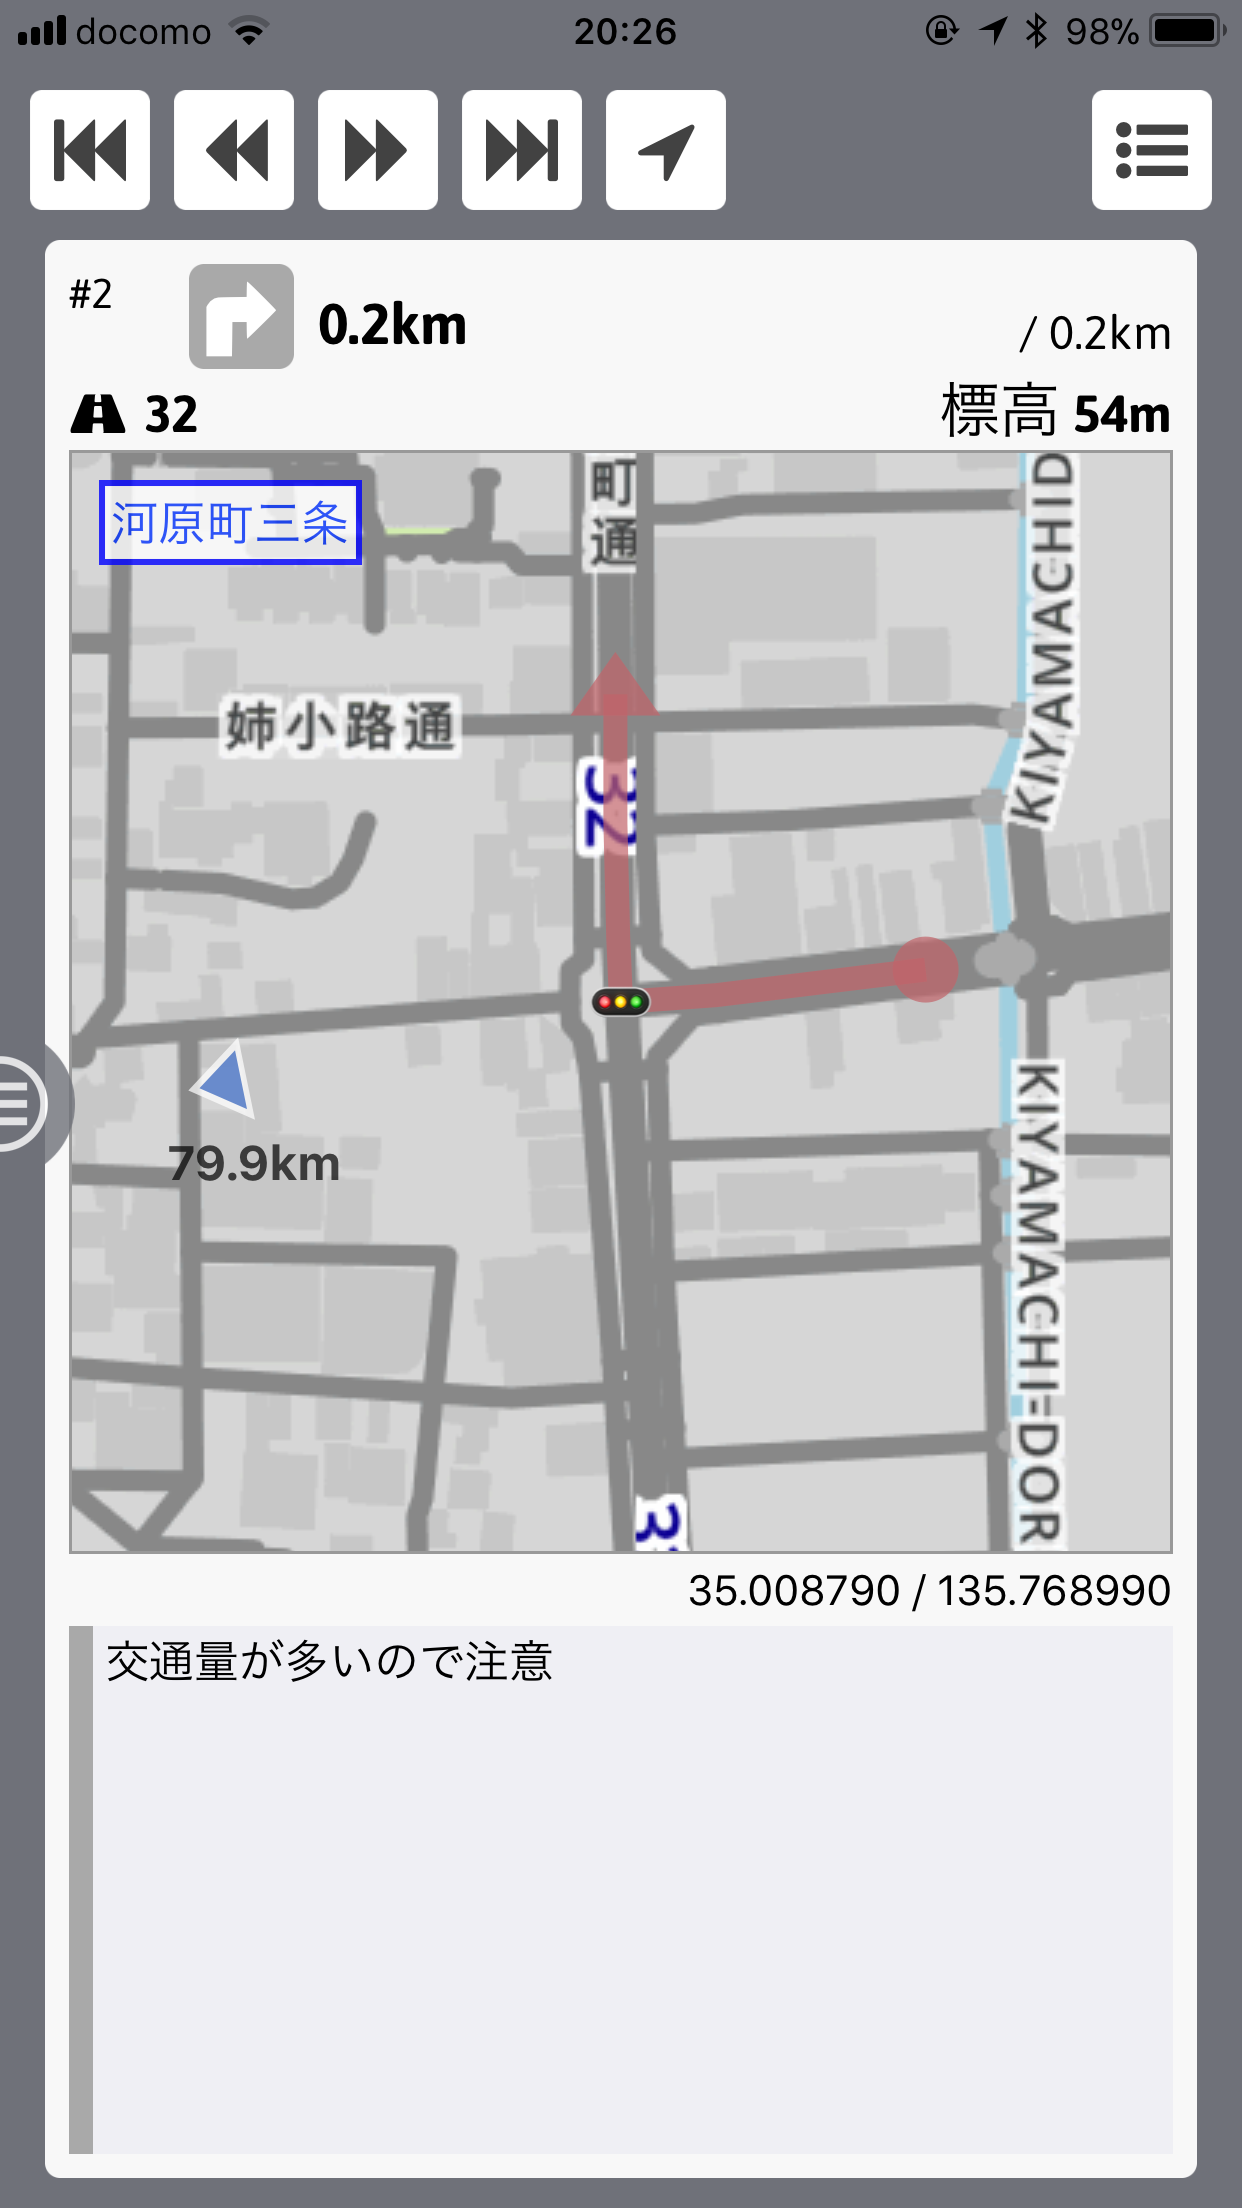 docomo 20:26 98%
#2 0.2km / 0.2km
32 標高 54m
河原町三条
町通
KIYAMACHID
姉小路通
32
79.9km
KIYAMACHI-DOR
3
35.008790 / 135.768990
交通量が多いので注意